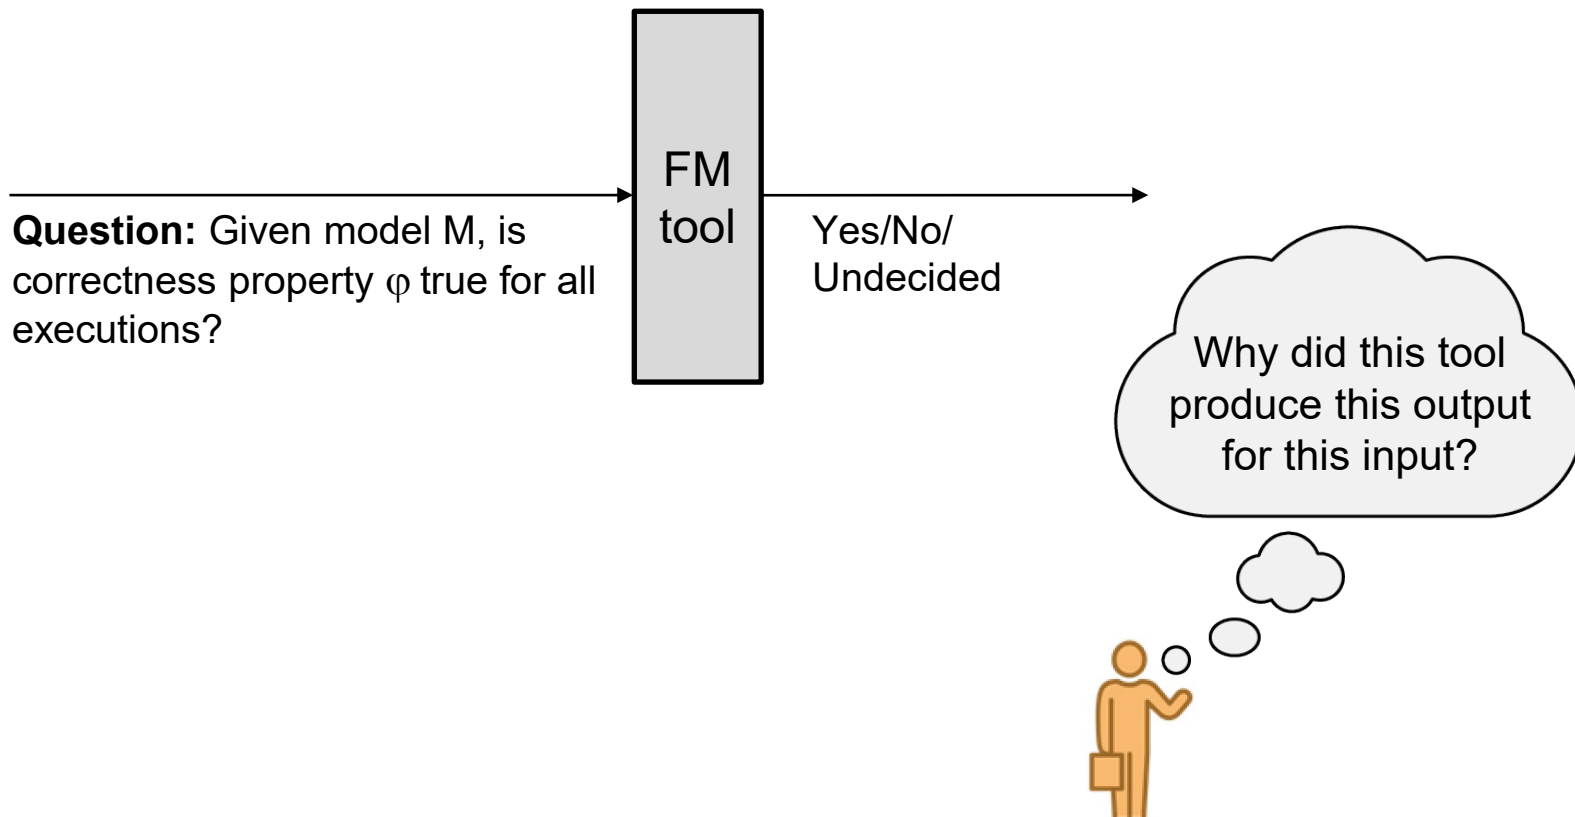 FM
tool
Question: Given model M, is
correctness property φ true for all
executions?
Yes/No/
Undecided
Why did this tool
produce this output
for this input?